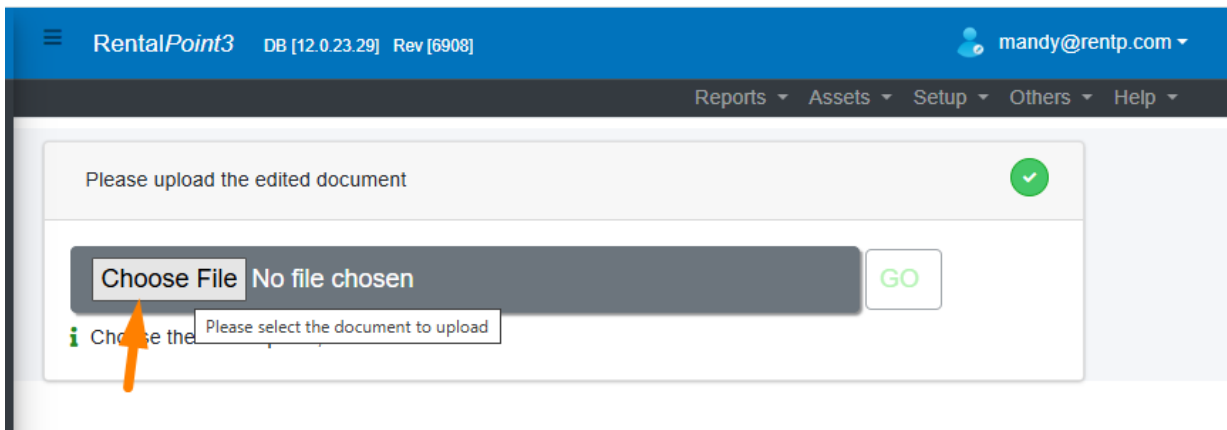 RentalPoint3 DB [12.0.23.29] Rev [6908] mandy@rentp.com
Reports Assets Setup Others Help
Please upload the edited document
Choose File No file chosen GO
Please select the document to upload
the